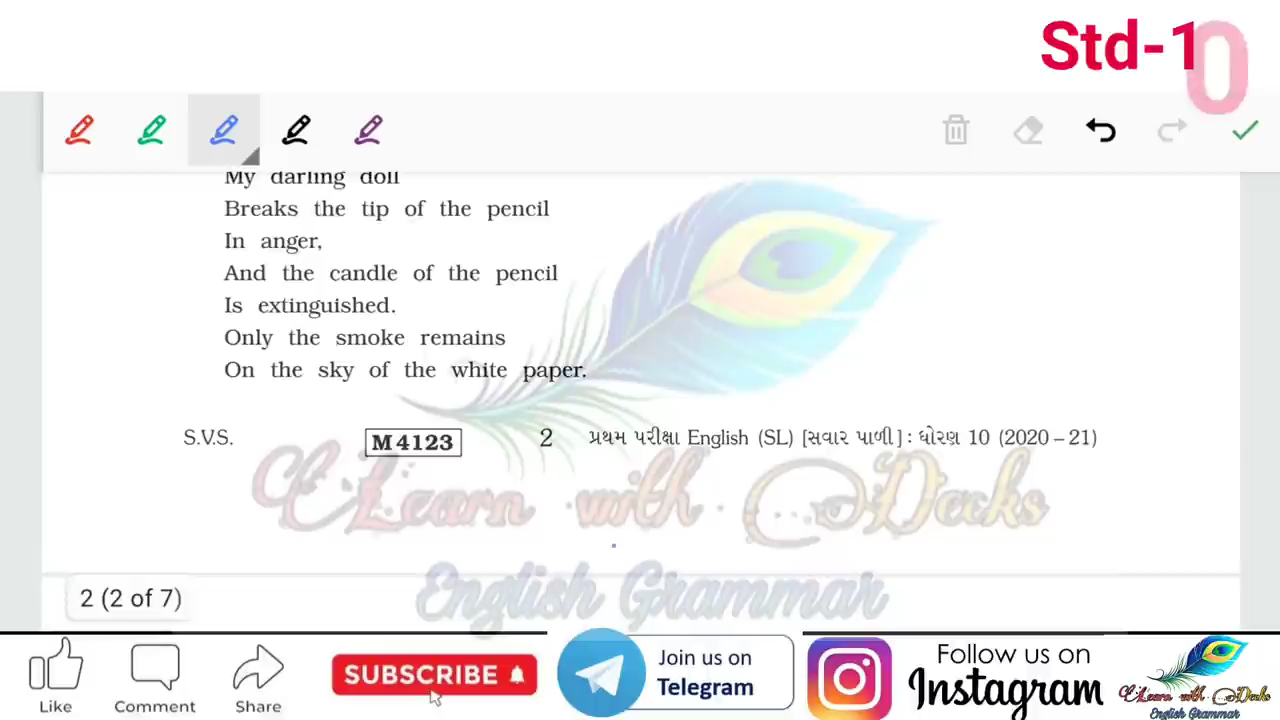 Std-10
My darling doll
Breaks the tip of the pencil
In anger,
And the candle of the pencil
Is extinguished.
Only the smoke remains
On the sky of the white paper.
S.V.S. M 4123 2 પ્રથમ પરીક્ષા English (SL) [સવાર પાળી] : ધોરણ 10 (2020 – 21)
Learn with Deeks
English Grammar
2 (2 of 7)
Like
Comment
Share
SUBSCRIBE
Join us on
Telegram
Follow us on
Instagram
Learn with Deeks
English Grammar